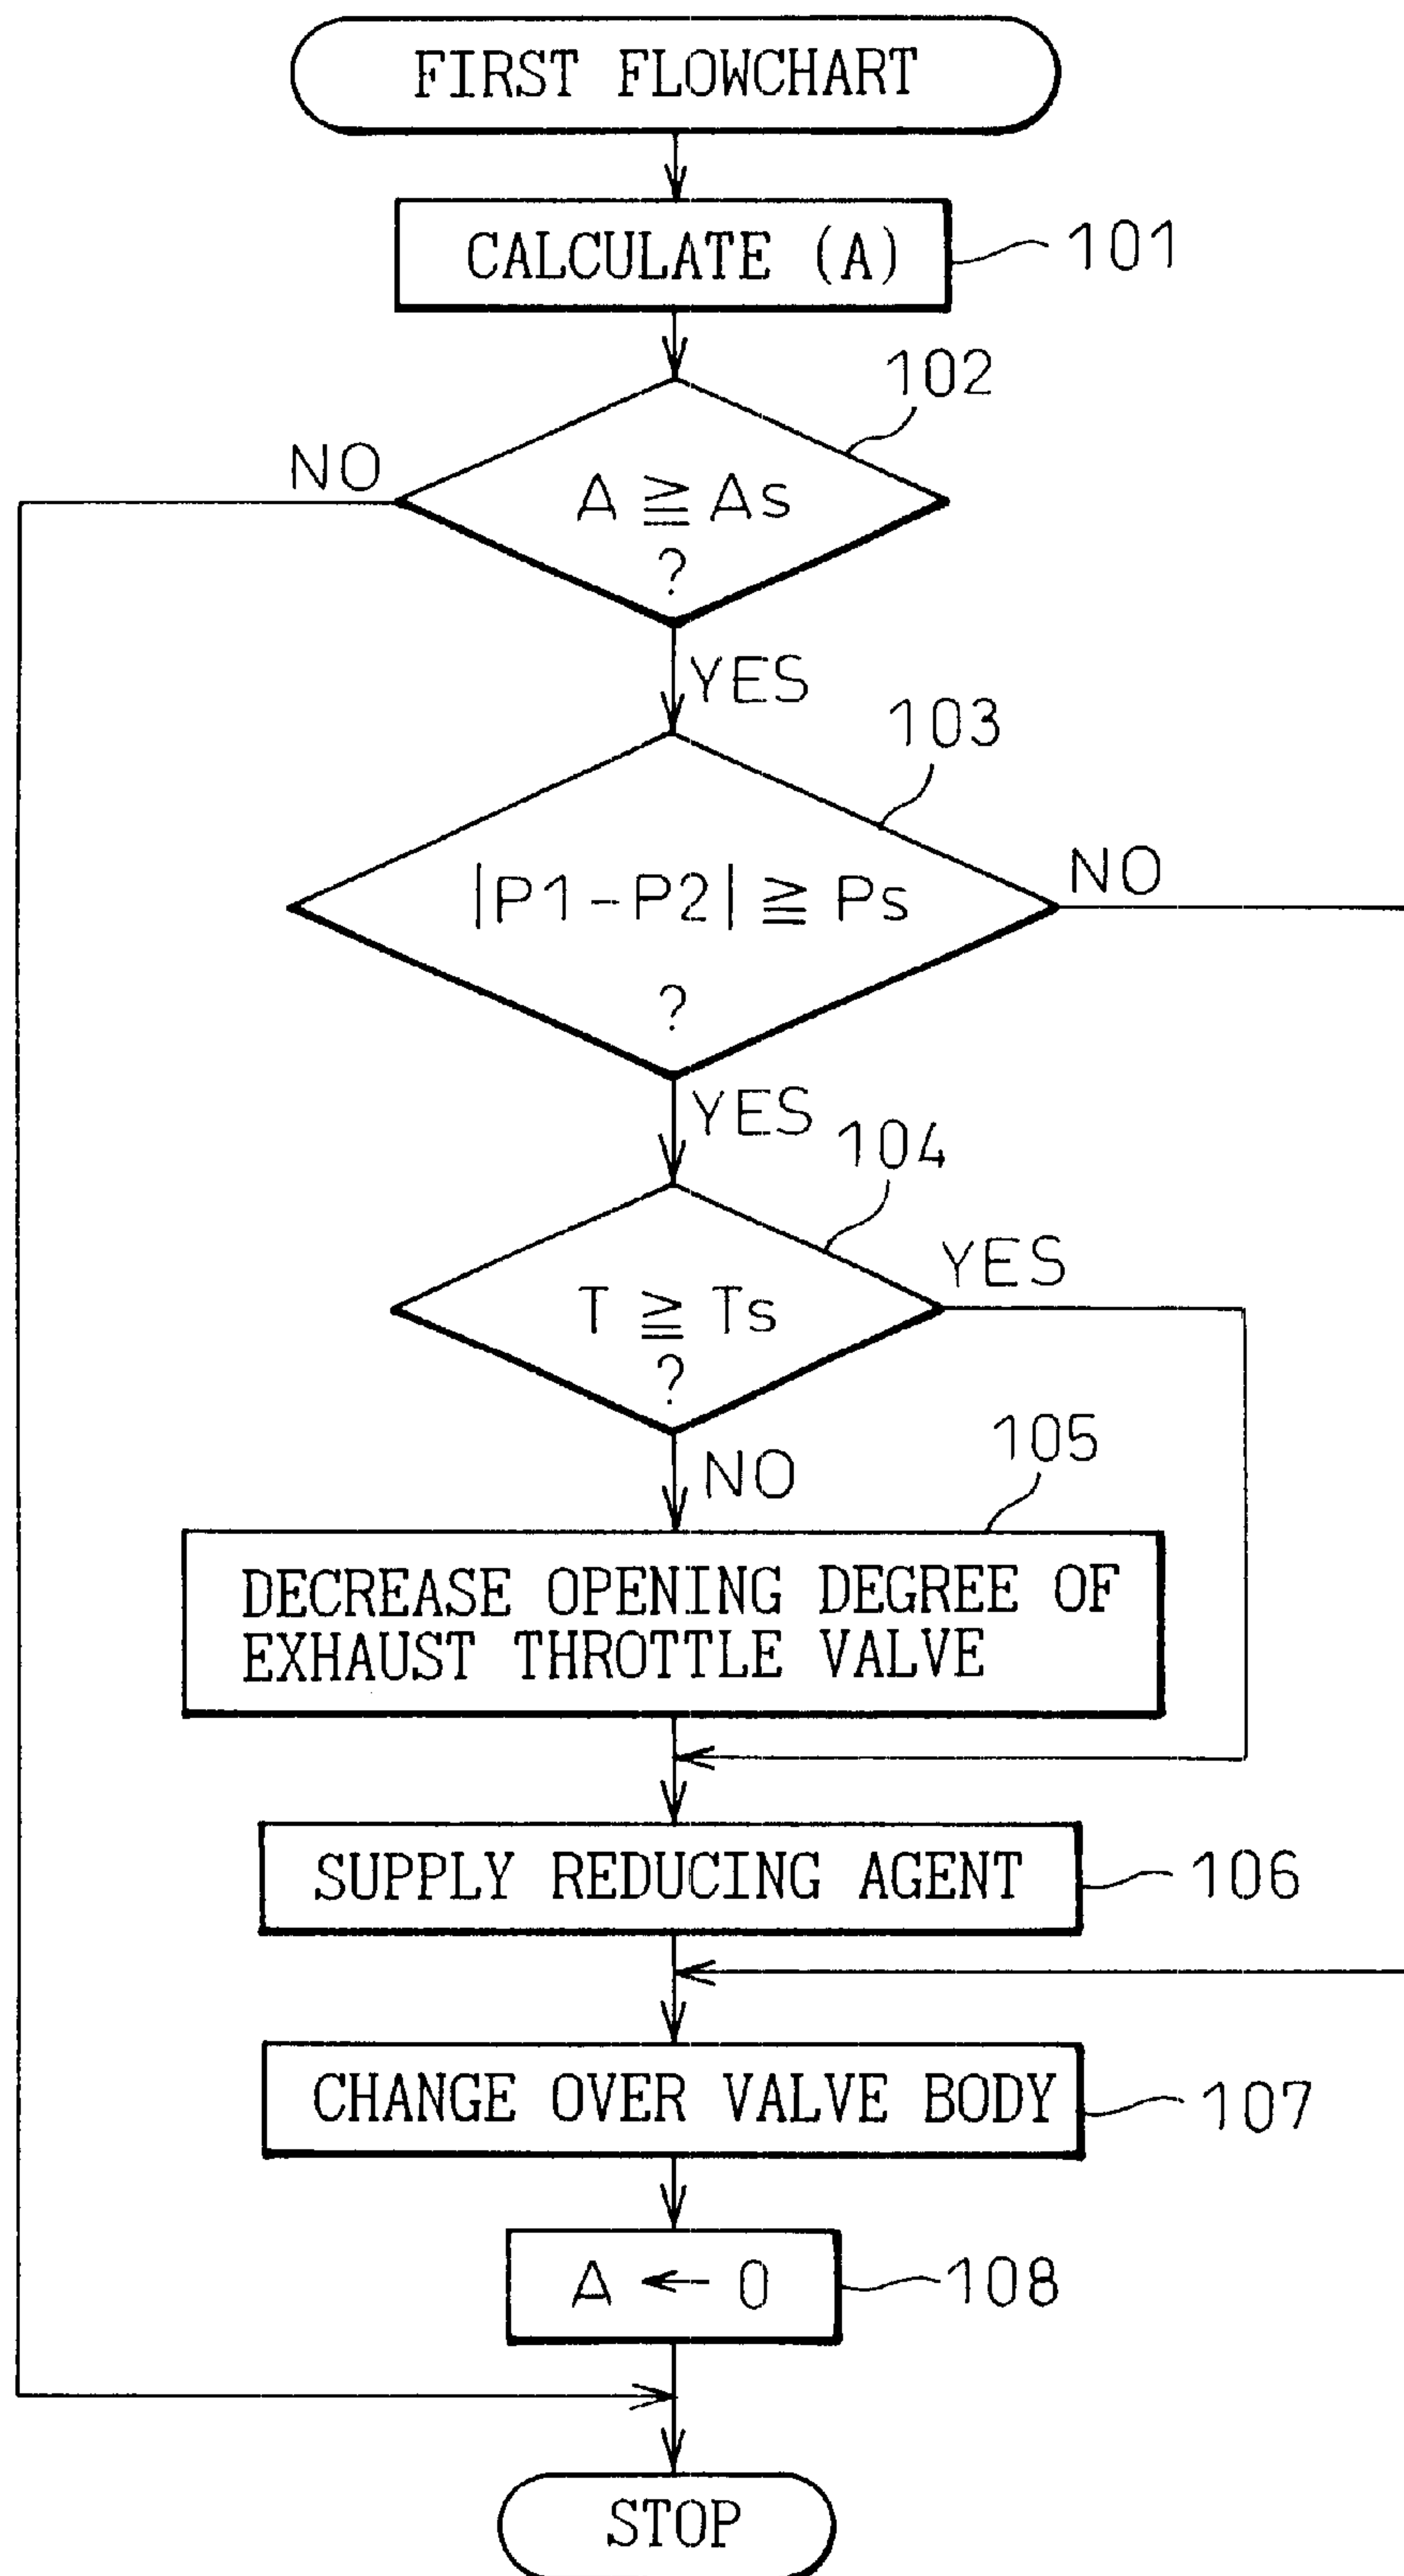 FIRST FLOWCHART
CALCULATE (A)
101
102
NO
A ≧ As
?
YES
103
|P1-P2| ≧ Ps
?
NO
YES
104
T ≧ Ts
?
YES
NO
105
DECREASE OPENING DEGREE OF
EXHAUST THROTTLE VALVE
SUPPLY REDUCING AGENT
106
CHANGE OVER VALVE BODY
107
A ← 0
108
STOP